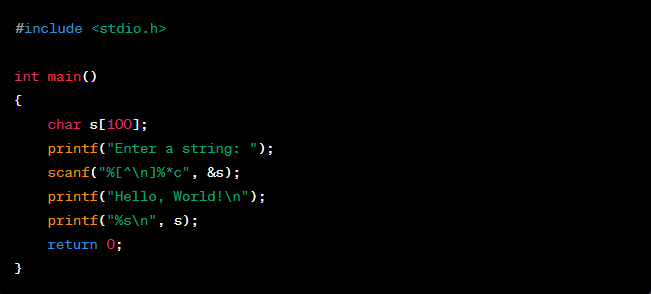 #include <stdio.h>
int main()
{
    char s[100];
    printf("Enter a string: ");
    scanf("%[^\n]%*c", &s);
    printf("Hello, World!\n");
    printf("%s\n", s);
    return 0;
}